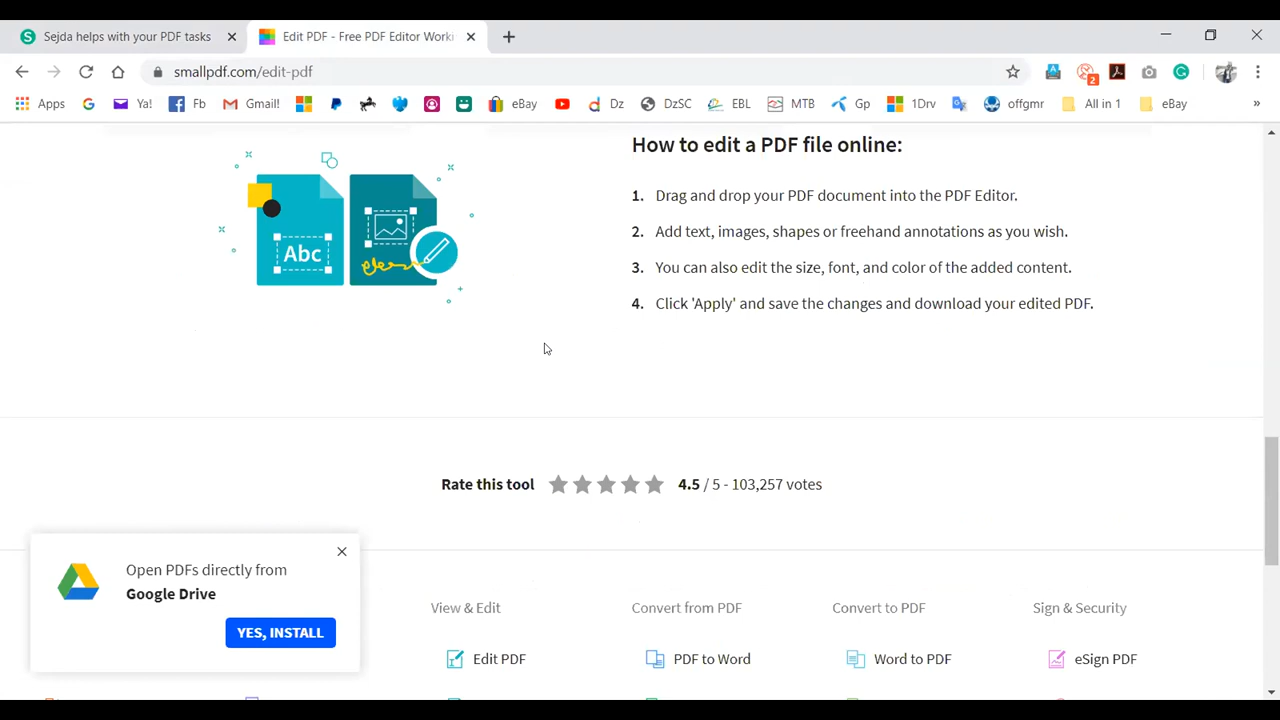 Sejda helps with your PDF tasks
Edit PDF - Free PDF Editor Worki
smallpdf.com/edit-pdf
2
Apps Ya! Fb Gmail! eBay Dz DzSC EBL MTB Gp 1Drv offgmr All in 1 eBay »
How to edit a PDF file online:
1. Drag and drop your PDF document into the PDF Editor.
2. Add text, images, shapes or freehand annotations as you wish.
3. You can also edit the size, font, and color of the added content.
4. Click 'Apply' and save the changes and download your edited PDF.
Abc
Rate this tool 4.5 / 5 - 103,257 votes
Open PDFs directly from
Google Drive
YES, INSTALL
View & Edit Convert from PDF Convert to PDF Sign & Security
Edit PDF PDF to Word Word to PDF eSign PDF